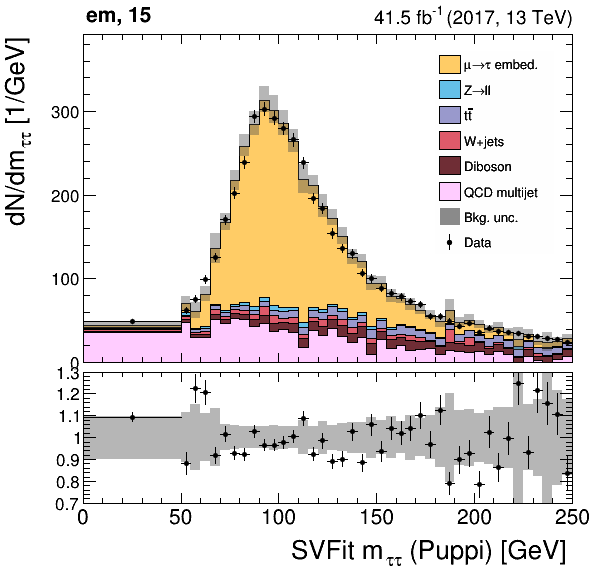 em, 15
41.5 fb⁻¹ (2017, 13 TeV)
dN/dm_ττ [1/GeV]
300
200
100
0
μ→τ embed.
Z→ll
tt̄
W+jets
Diboson
QCD multijet
Bkg. unc.
Data
1.3
1.2
1.1
1
0.9
0.8
0.7
0 50 100 150 200 250
SVFit m_ττ (Puppi) [GeV]